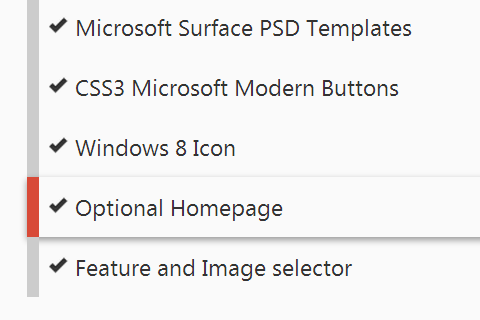 Microsoft Surface PSD Templates
CSS3 Microsoft Modern Buttons
Windows 8 Icon
Optional Homepage
Feature and Image selector